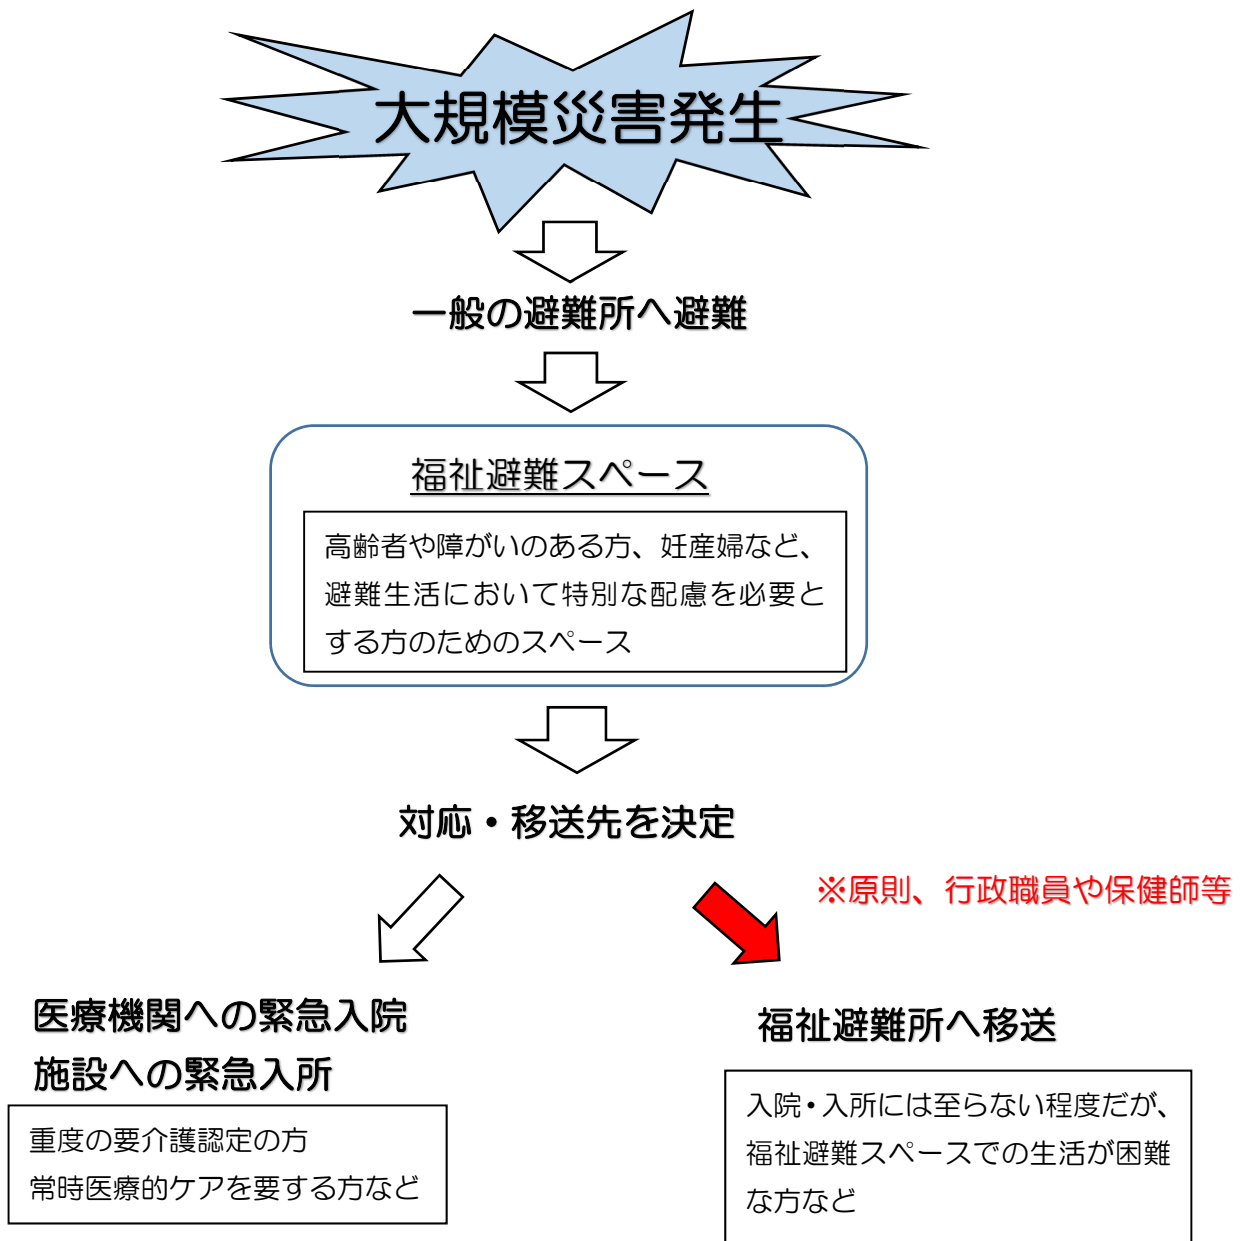 大規模災害発生
一般の避難所へ避難
福祉避難スペース
高齢者や障がいのある方、妊産婦など、
避難生活において特別な配慮を必要と
する方のためのスペース
対応・移送先を決定
※原則、行政職員や保健師等
医療機関への緊急入院
施設への緊急入所
重度の要介護認定の方
常時医療的ケアを要する方など
福祉避難所へ移送
入院・入所には至らない程度だが、
福祉避難スペースでの生活が困難
な方など